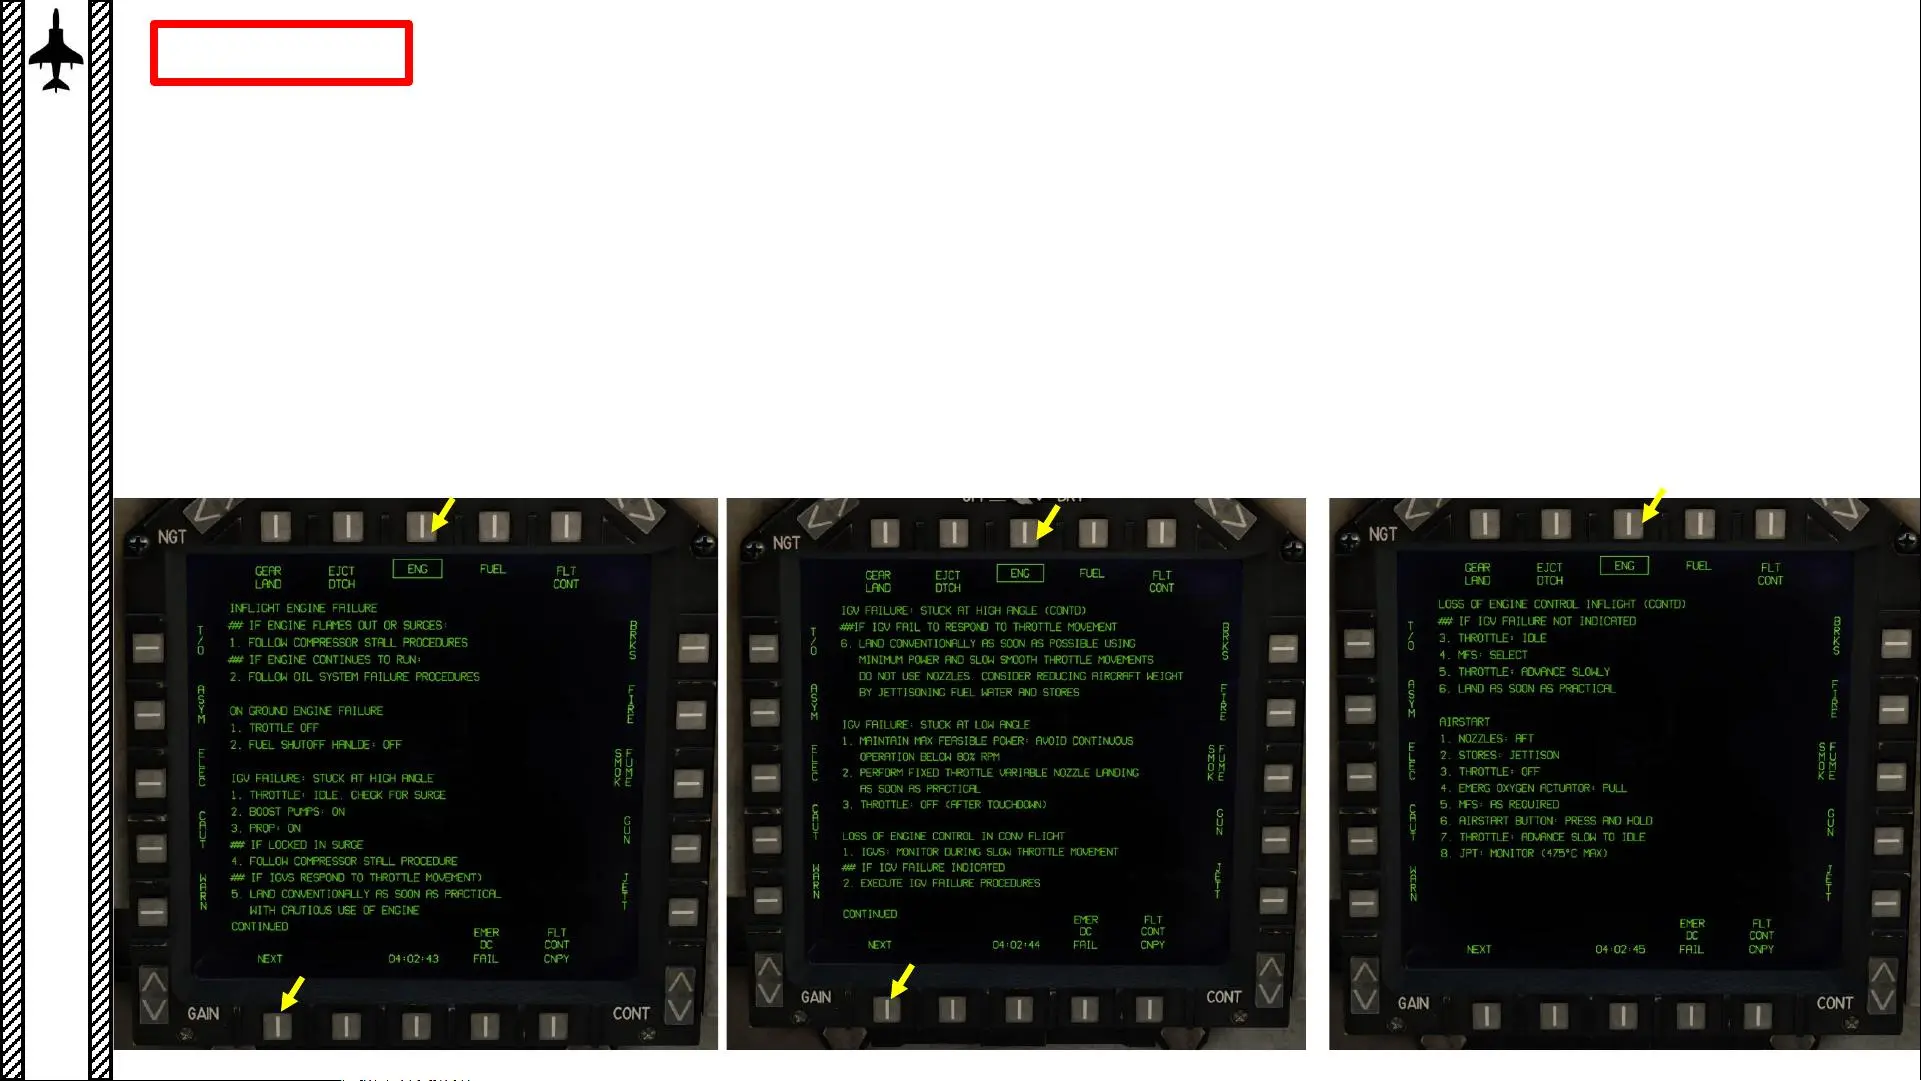 NGT
GEAR LAND
EJCT DTCH
ENG
FUEL
FLT CONT
INFLIGHT ENGINE FAILURE
## IF ENGINE FLAMES OUT OR SURGES:
1. FOLLOW COMPRESSOR STALL PROCEDURES
## IF ENGINE CONTINUES TO RUN:
2. FOLLOW OIL SYSTEM FAILURE PROCEDURES
ON GROUND ENGINE FAILURE
1. TROTTLE OFF
2. FUEL SHUTOFF HANLDE: OFF
IGV FAILURE: STUCK AT HIGH ANGLE
1. THROTTLE: IDLE. CHECK FOR SURGE
2. BOOST PUMPS: ON
3. PROP: ON
## IF LOCKED IN SURGE
4. FOLLOW COMPRESSOR STALL PROCEDURE
## IF IGVS RESPOND TO THROTTLE MOVEMENT)
5. LAND CONVENTIONALLY AS SOON AS PRACTICAL
WITH CAUTIOUS USE OF ENGINE
CONTINUED
T/O
ASYM
ELEC
CAUT
WARN
BRKS
FIRE
SMOK FUME
GUN
JETT
NEXT
04:02:43
EMER DC FAIL
FLT CONT CNPY
GAIN
CONT
NGT
GEAR LAND
EJCT DTCH
ENG
FUEL
FLT CONT
IGV FAILURE: STUCK AT HIGH ANGLE (CONTD)
##IF IGV FAIL TO RESPOND TO THROTTLE MOVEMENT
6. LAND CONVENTIONALLY AS SOON AS POSSIBLE USING
MINIMUM POWER AND SLOW SMOOTH THROTTLE MOVEMENTS
DO NOT USE NOZZLES. CONSIDER REDUCING AIRCRAFT WEIGHT
BY JETTISONING FUEL WATER AND STORES
IGV FAILURE: STUCK AT LOW ANGLE
1. MAINTAIN MAX FEASIBLE POWER: AVOID CONTINUOUS
OPERATION BELOW 80% RPM
2. PERFORM FIXED THROTTLE VARIABLE NOZZLE LANDING
AS SOON AS PRACTICAL
3. THROTTLE: OFF (AFTER TOUCHDOWN)
LOSS OF ENGINE CONTROL IN CONV FLIGHT
1. IGVS: MONITOR DURING SLOW THROTTLE MOVEMENT
## IF IGV FAILURE INDICATED
2. EXECUTE IGV FAILURE PROCEDURES
CONTINUED
T/O
ASYM
ELEC
CAUT
WARN
BRKS
FIRE
SMOK FUME
GUN
JETT
NEXT
04:02:44
EMER DC FAIL
FLT CONT CNPY
GAIN
CONT
NGT
GEAR LAND
EJCT DTCH
ENG
FUEL
FLT CONT
LOSS OF ENGINE CONTROL INFLIGHT (CONTD)
## IF IGV FAILURE NOT INDICATED
3. THROTTLE: IDLE
4. MFS: SELECT
5. THROTTLE: ADVANCE SLOWLY
6. LAND AS SOON AS PRACTICAL
AIRSTART
1. NOZZLES: AFT
2. STORES: JETTISON
3. THROTTLE: OFF
4. EMERG OXYGEN ACTUATOR: PULL
5. MFS: AS REQUIRED
6. AIRSTART BUTTON: PRESS AND HOLD
7. THROTTLE: ADVANCE SLOW TO IDLE
8. JPT: MONITOR (475°C MAX)
T/O
ASYM
ELEC
CAUT
WARN
BRKS
FIRE
SMOK FUME
GUN
JETT
NEXT
04:02:45
EMER DC FAIL
FLT CONT CNPY
GAIN
CONT